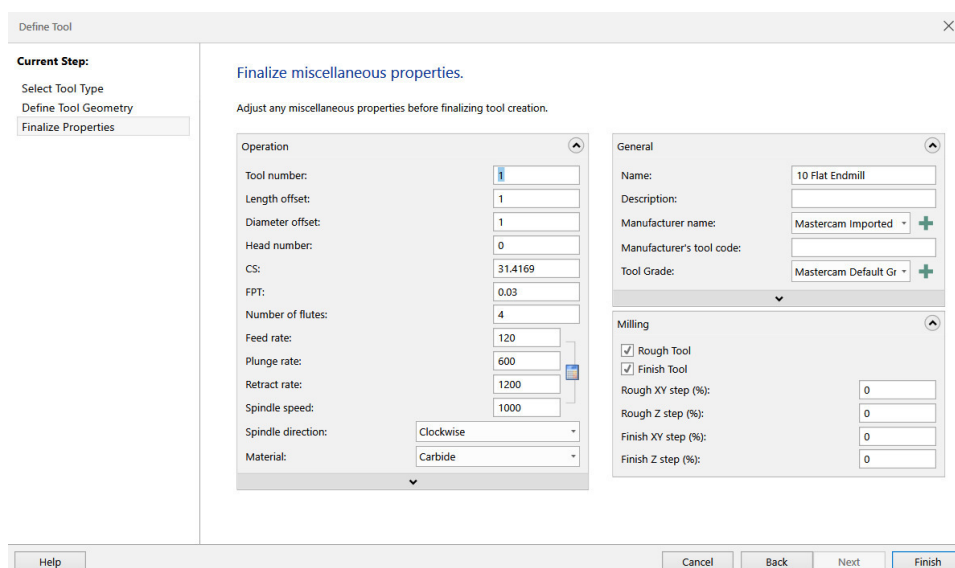 Define Tool
Current Step:
Select Tool Type
Define Tool Geometry
Finalize Properties
Finalize miscellaneous properties.
Adjust any miscellaneous properties before finalizing tool creation.
Operation
Tool number: 1
Length offset: 1
Diameter offset: 1
Head number: 0
CS: 31.4169
FPT: 0.03
Number of flutes: 4
Feed rate: 120
Plunge rate: 600
Retract rate: 1200
Spindle speed: 1000
Spindle direction: Clockwise
Material: Carbide
General
Name: 10 Flat Endmill
Description:
Manufacturer name: Mastercam Imported
Manufacturer's tool code:
Tool Grade: Mastercam Default Gr
Milling
Rough Tool
Finish Tool
Rough XY step (%): 0
Rough Z step (%): 0
Finish XY step (%): 0
Finish Z step (%): 0
Help Cancel Back Next Finish